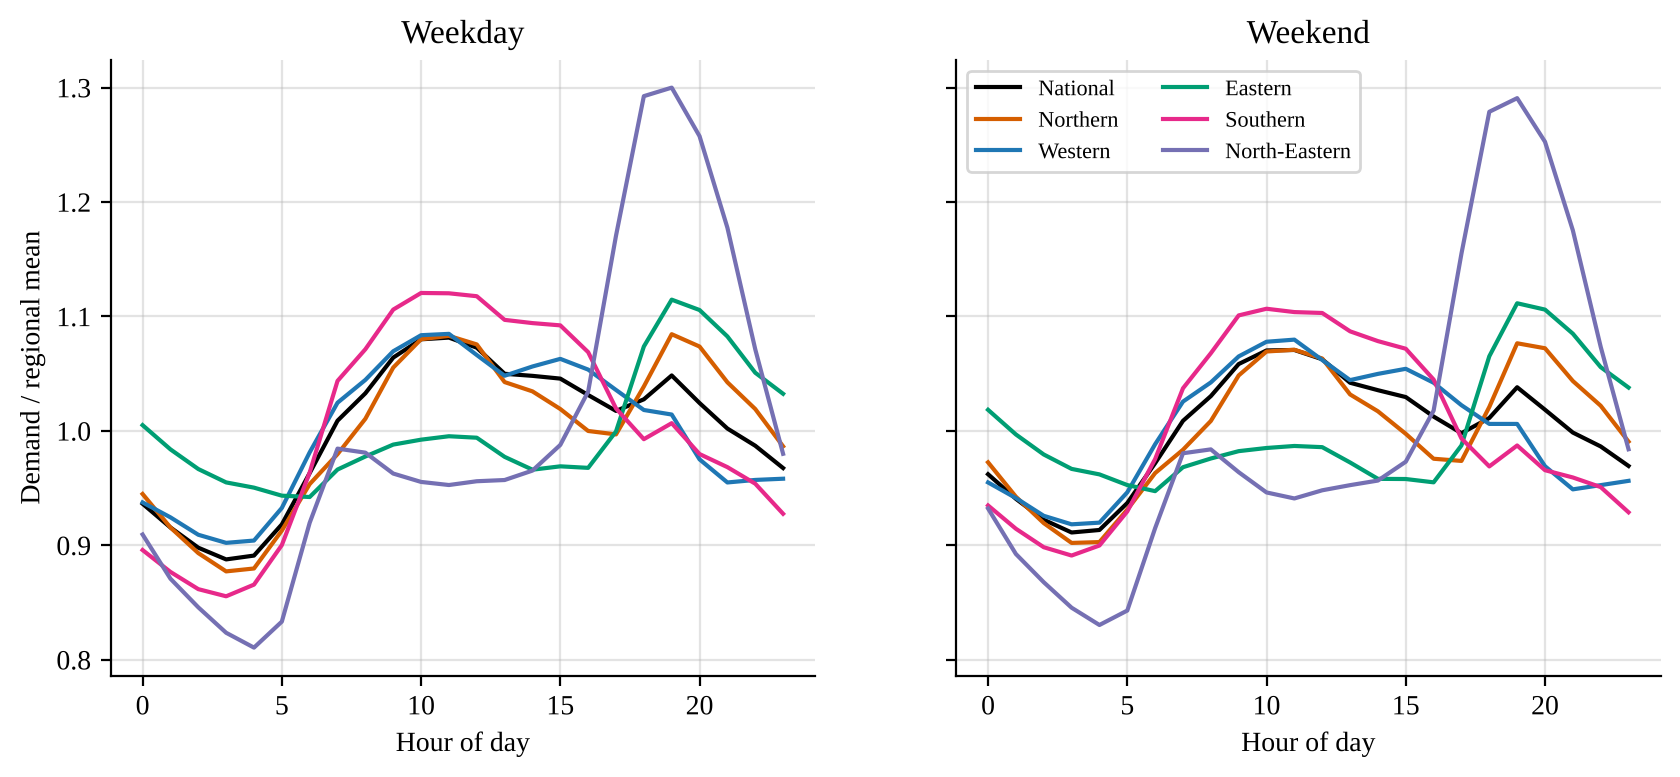 Weekday
Weekend
Demand / regional mean
1.3
1.2
1.1
1.0
0.9
0.8
0 5 10 15 20
Hour of day
National
Northern
Western
Eastern
Southern
North-Eastern
0 5 10 15 20
Hour of day